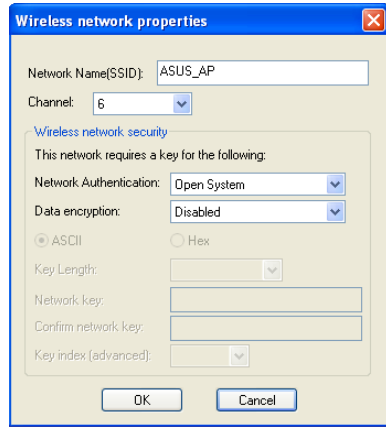 Wireless network properties
Network Name(SSID): ASUS_AP
Channel: 6
Wireless network security
This network requires a key for the following:
Network Authentication: Open System
Data encryption: Disabled
ASCII Hex
Key Length:
Network key:
Confirm network key:
Key index (advanced):
OK Cancel